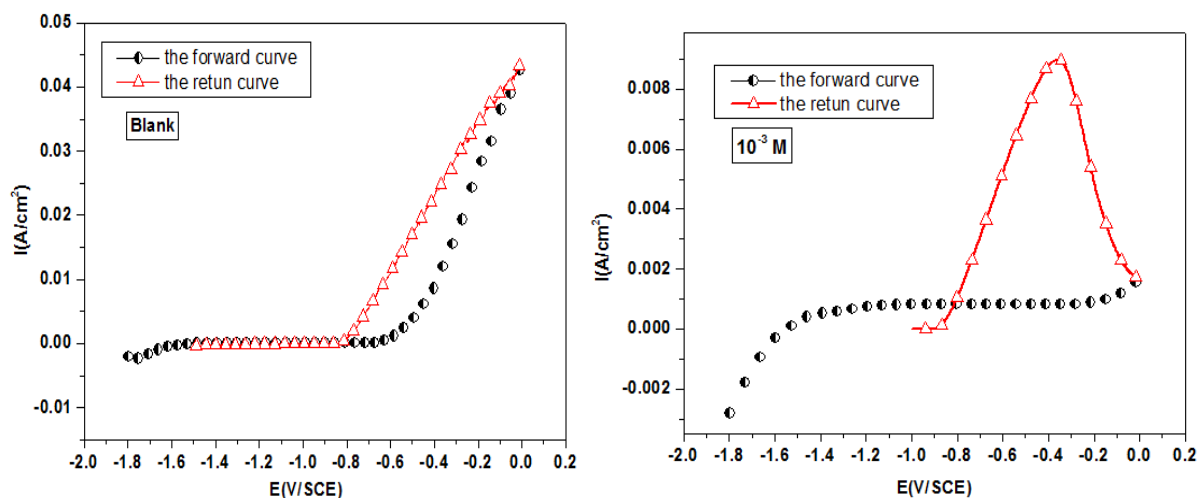 0.05
0.04
0.03
0.02
0.01
0.00
-0.01
I(A/cm²)
the forward curve
the retun curve
Blank
-2.0 -1.8 -1.6 -1.4 -1.2 -1.0 -0.8 -0.6 -0.4 -0.2 0.0 0.2
E(V/SCE)
0.008
0.006
0.004
0.002
0.000
-0.002
I(A/cm²)
the forward curve
the retun curve
10⁻³ M
-2.0 -1.8 -1.6 -1.4 -1.2 -1.0 -0.8 -0.6 -0.4 -0.2 0.0 0.2
E(V/SCE)